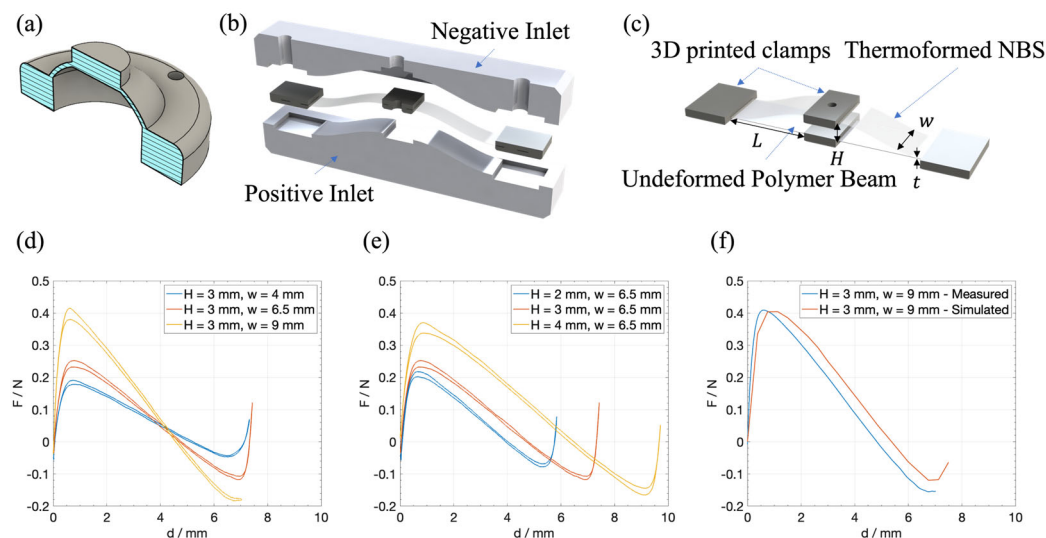 (a)
(b)
Negative Inlet
Positive Inlet
(c)
3D printed clamps
Thermoformed NBS
w
L
H
Undeformed Polymer Beam
t
(d)
0.5
0.4
0.3
0.2
0.1
0
-0.1
-0.2
F / N
H = 3 mm, w = 4 mm
H = 3 mm, w = 6.5 mm
H = 3 mm, w = 9 mm
0 2 4 6 8 10
d / mm
(e)
0.5
0.4
0.3
0.2
0.1
0
-0.1
-0.2
F / N
H = 2 mm, w = 6.5 mm
H = 3 mm, w = 6.5 mm
H = 4 mm, w = 6.5 mm
0 2 4 6 8 10
d / mm
(f)
0.5
0.4
0.3
0.2
0.1
0
-0.1
-0.2
F / N
H = 3 mm, w = 9 mm - Measured
H = 3 mm, w = 9 mm - Simulated
0 2 4 6 8 10
d / mm